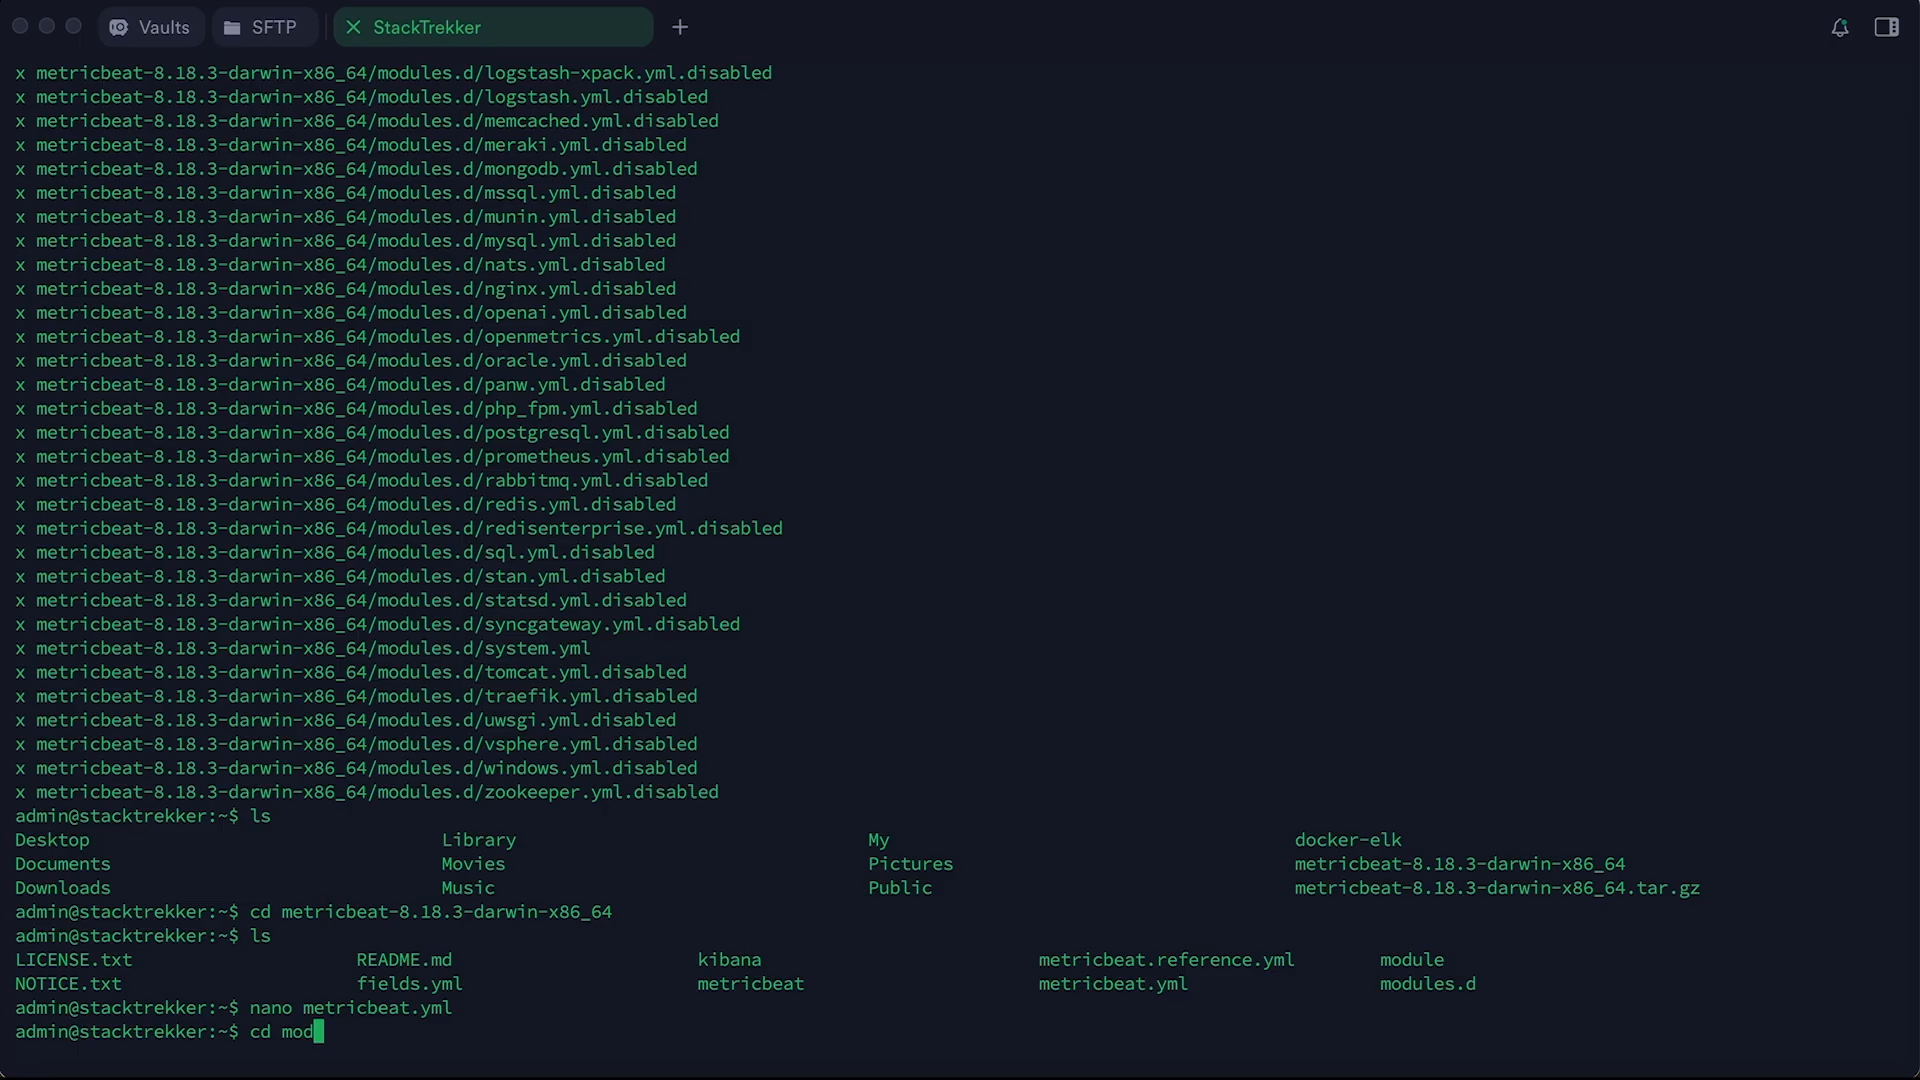 Vaults SFTP StackTrekker
x metricbeat-8.18.3-darwin-x86_64/modules.d/logstash-xpack.yml.disabled
x metricbeat-8.18.3-darwin-x86_64/modules.d/logstash.yml.disabled
x metricbeat-8.18.3-darwin-x86_64/modules.d/memcached.yml.disabled
x metricbeat-8.18.3-darwin-x86_64/modules.d/meraki.yml.disabled
x metricbeat-8.18.3-darwin-x86_64/modules.d/mongodb.yml.disabled
x metricbeat-8.18.3-darwin-x86_64/modules.d/mssql.yml.disabled
x metricbeat-8.18.3-darwin-x86_64/modules.d/munin.yml.disabled
x metricbeat-8.18.3-darwin-x86_64/modules.d/mysql.yml.disabled
x metricbeat-8.18.3-darwin-x86_64/modules.d/nats.yml.disabled
x metricbeat-8.18.3-darwin-x86_64/modules.d/nginx.yml.disabled
x metricbeat-8.18.3-darwin-x86_64/modules.d/openai.yml.disabled
x metricbeat-8.18.3-darwin-x86_64/modules.d/openmetrics.yml.disabled
x metricbeat-8.18.3-darwin-x86_64/modules.d/oracle.yml.disabled
x metricbeat-8.18.3-darwin-x86_64/modules.d/panw.yml.disabled
x metricbeat-8.18.3-darwin-x86_64/modules.d/php_fpm.yml.disabled
x metricbeat-8.18.3-darwin-x86_64/modules.d/postgresql.yml.disabled
x metricbeat-8.18.3-darwin-x86_64/modules.d/prometheus.yml.disabled
x metricbeat-8.18.3-darwin-x86_64/modules.d/rabbitmq.yml.disabled
x metricbeat-8.18.3-darwin-x86_64/modules.d/redis.yml.disabled
x metricbeat-8.18.3-darwin-x86_64/modules.d/redisenterprise.yml.disabled
x metricbeat-8.18.3-darwin-x86_64/modules.d/sql.yml.disabled
x metricbeat-8.18.3-darwin-x86_64/modules.d/stan.yml.disabled
x metricbeat-8.18.3-darwin-x86_64/modules.d/statsd.yml.disabled
x metricbeat-8.18.3-darwin-x86_64/modules.d/syncgateway.yml.disabled
x metricbeat-8.18.3-darwin-x86_64/modules.d/system.yml
x metricbeat-8.18.3-darwin-x86_64/modules.d/tomcat.yml.disabled
x metricbeat-8.18.3-darwin-x86_64/modules.d/traefik.yml.disabled
x metricbeat-8.18.3-darwin-x86_64/modules.d/uwsgi.yml.disabled
x metricbeat-8.18.3-darwin-x86_64/modules.d/vsphere.yml.disabled
x metricbeat-8.18.3-darwin-x86_64/modules.d/windows.yml.disabled
x metricbeat-8.18.3-darwin-x86_64/modules.d/zookeeper.yml.disabled
admin@stacktrekker:~$ ls
Desktop Library My docker-elk
Documents Movies Pictures metricbeat-8.18.3-darwin-x86_64
Downloads Music Public metricbeat-8.18.3-darwin-x86_64.tar.gz
admin@stacktrekker:~$ cd metricbeat-8.18.3-darwin-x86_64
admin@stacktrekker:~$ ls
LICENSE.txt README.md kibana metricbeat.reference.yml module
NOTICE.txt fields.yml metricbeat metricbeat.yml modules.d
admin@stacktrekker:~$ nano metricbeat.yml
admin@stacktrekker:~$ cd mod